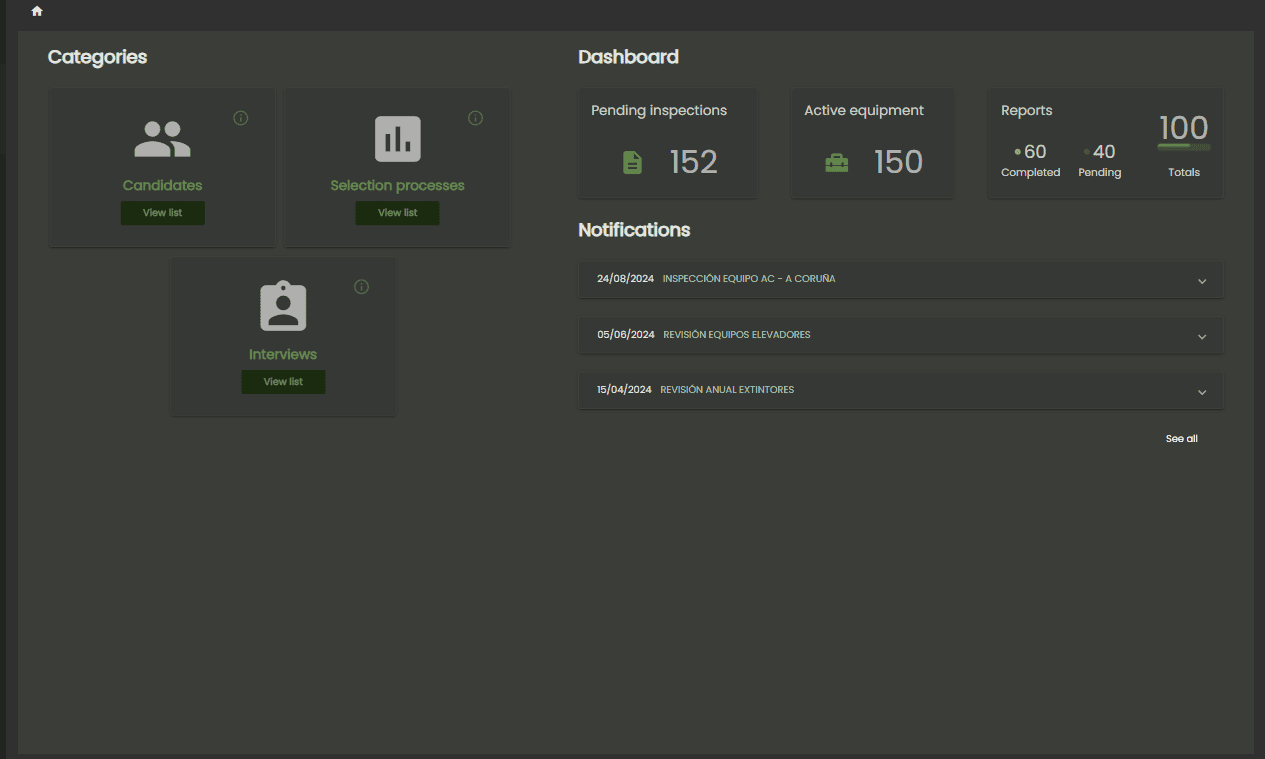 Categories
Candidates
View list
Selection processes
View list
Interviews
View list
Dashboard
Pending inspections
152
Active equipment
150
Reports
60
Completed
40
Pending
100
Totals
Notifications
24/08/2024 INSPECCIÓN EQUIPO AC - A CORUÑA
05/06/2024 REVISIÓN EQUIPOS ELEVADORES
15/04/2024 REVISIÓN ANUAL EXTINTORES
See all